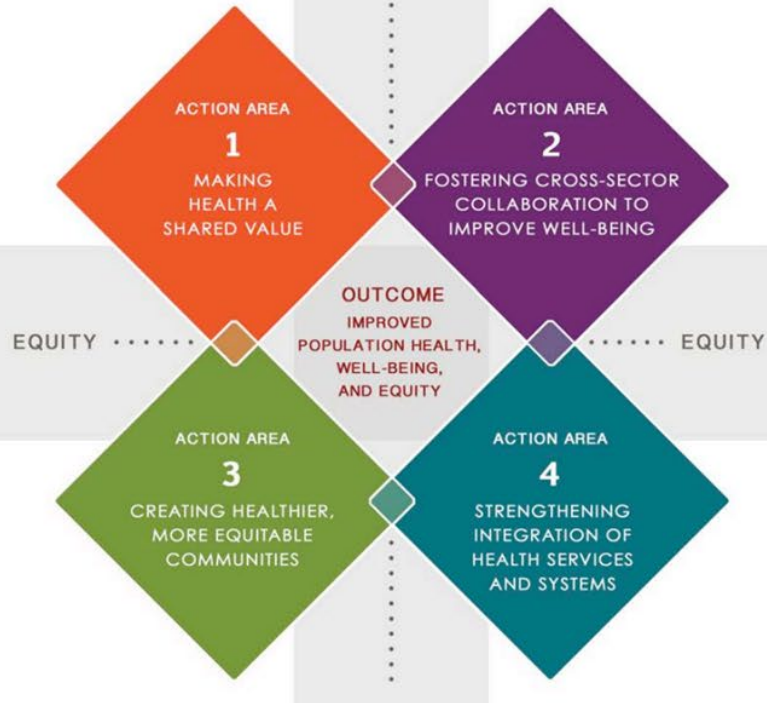 ACTION AREA
1
MAKING
HEALTH A
SHARED VALUE
ACTION AREA
2
FOSTERING CROSS-SECTOR
COLLABORATION TO
IMPROVE WELL-BEING
EQUITY
OUTCOME
IMPROVED
POPULATION HEALTH,
WELL-BEING,
AND EQUITY
EQUITY
ACTION AREA
3
CREATING HEALTHIER,
MORE EQUITABLE
COMMUNITIES
ACTION AREA
4
STRENGTHENING
INTEGRATION OF
HEALTH SERVICES
AND SYSTEMS